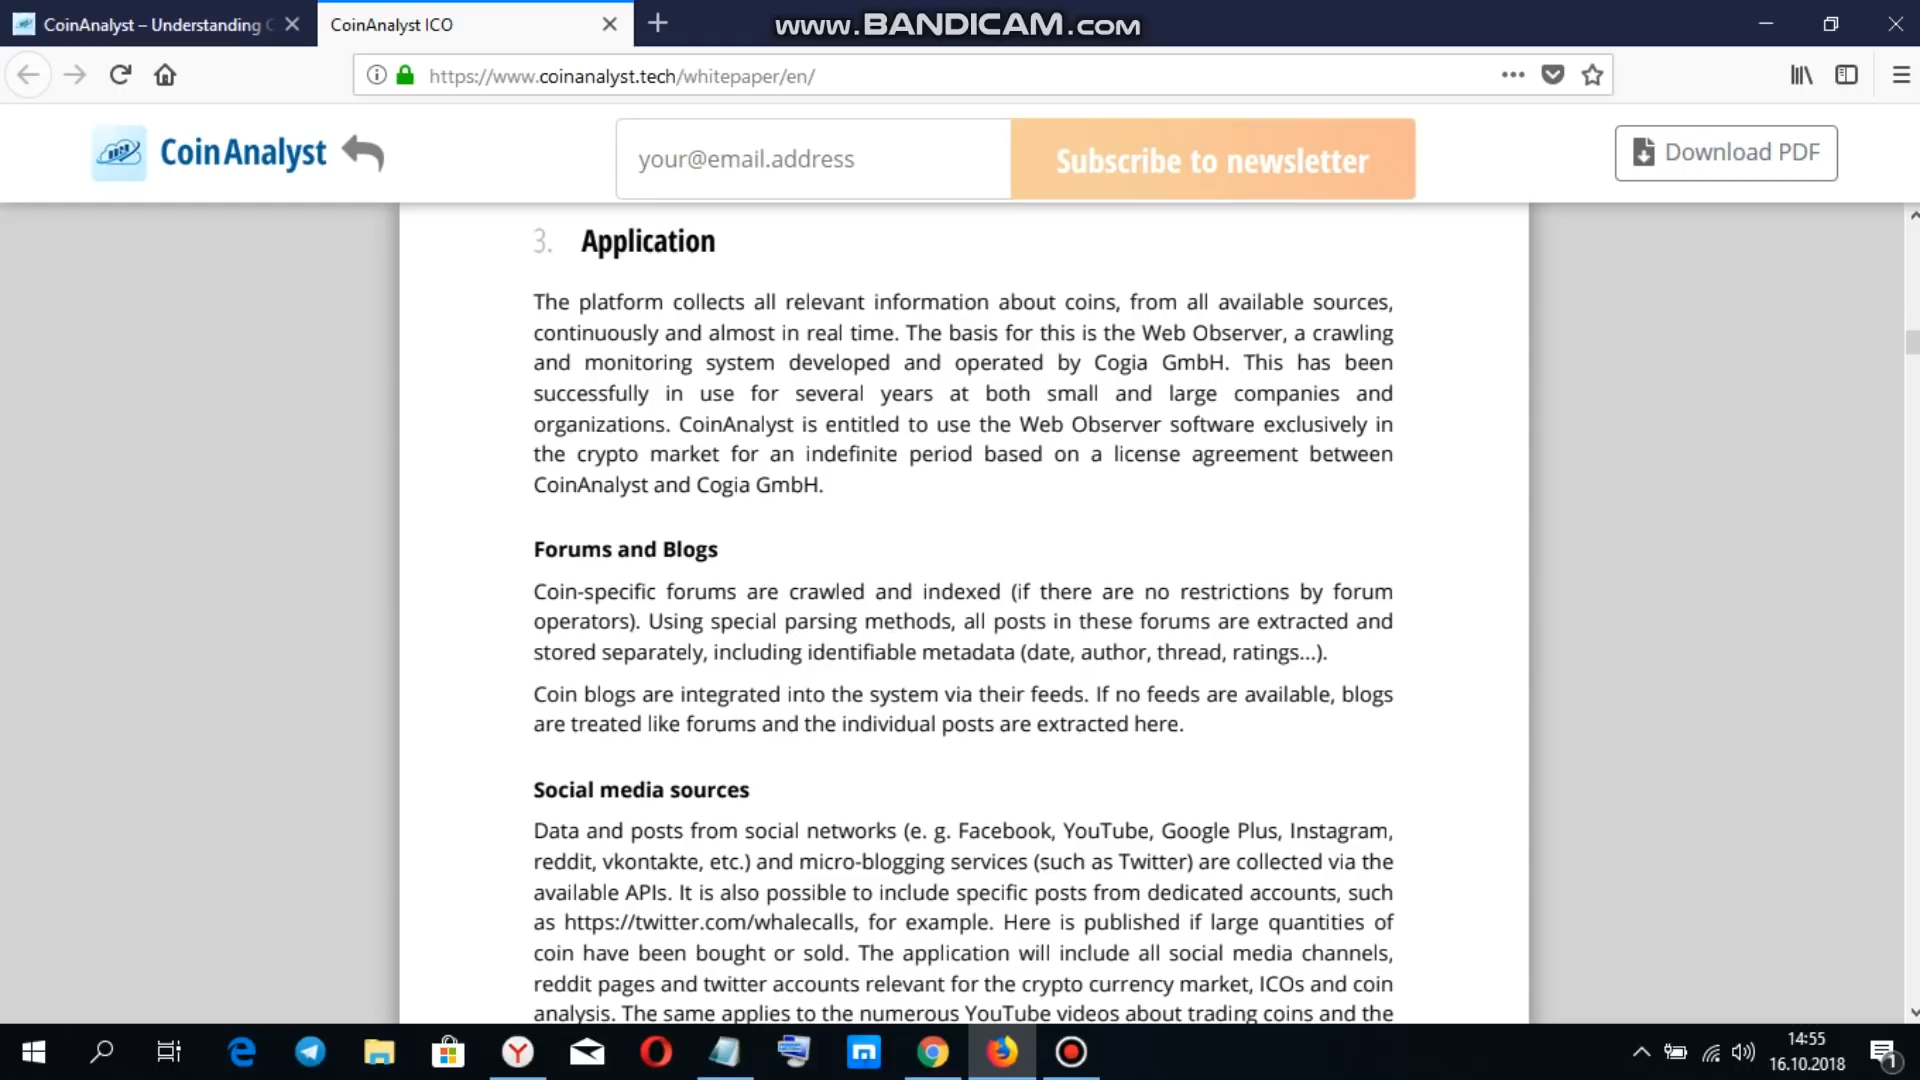 CoinAnalyst – Understanding C
CoinAnalyst ICO
www.BANDICAM.com
https://www.coinanalyst.tech/whitepaper/en/
CoinAnalyst
your@email.address
Subscribe to newsletter
Download PDF
3. Application
The platform collects all relevant information about coins, from all available sources,
continuously and almost in real time. The basis for this is the Web Observer, a crawling
and monitoring system developed and operated by Cogia GmbH. This has been
successfully in use for several years at both small and large companies and
organizations. CoinAnalyst is entitled to use the Web Observer software exclusively in
the crypto market for an indefinite period based on a license agreement between
CoinAnalyst and Cogia GmbH.
Forums and Blogs
Coin-specific forums are crawled and indexed (if there are no restrictions by forum
operators). Using special parsing methods, all posts in these forums are extracted and
stored separately, including identifiable metadata (date, author, thread, ratings...).
Coin blogs are integrated into the system via their feeds. If no feeds are available, blogs
are treated like forums and the individual posts are extracted here.
Social media sources
Data and posts from social networks (e. g. Facebook, YouTube, Google Plus, Instagram,
reddit, vkontakte, etc.) and micro-blogging services (such as Twitter) are collected via the
available APIs. It is also possible to include specific posts from dedicated accounts, such
as https://twitter.com/whalecalls, for example. Here is published if large quantities of
coin have been bought or sold. The application will include all social media channels,
reddit pages and twitter accounts relevant for the crypto currency market, ICOs and coin
analysis. The same applies to the numerous YouTube videos about trading coins and the
14:55
16.10.2018
1